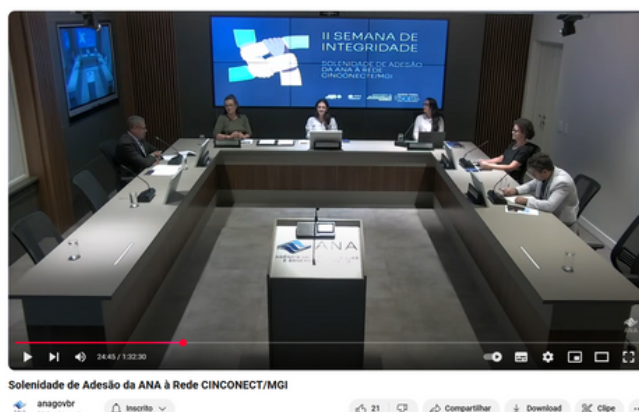 II SEMANA DE
INTEGRIDADE
SOLENIDADE DE ADESÃO
DA ANA À REDE
CINCONECTE/MGI
ANA
24:45 / 1:32:30
Solenidade de Adesão da ANA à Rede CINCONECT/MGI
anagovbr
Inscrito
21
Compartilhar
Download
Clipe